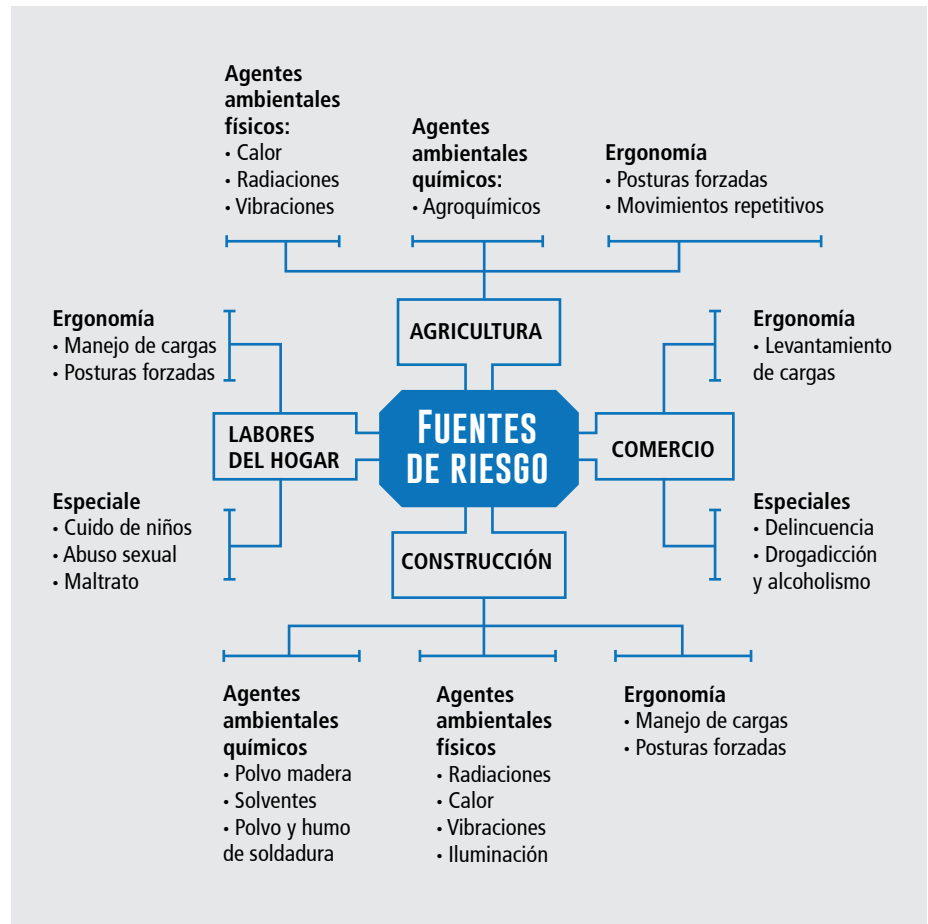 Agentes
ambientales
físicos:
• Calor
• Radiaciones
• Vibraciones
Agentes
ambientales
químicos:
• Agroquímicos
Ergonomía
• Posturas forzadas
• Movimientos repetitivos
AGRICULTURA
Ergonomía
• Manejo de cargas
• Posturas forzadas
Ergonomía
• Levantamiento
de cargas
LABORES
DEL HOGAR
FUENTES
DE RIESGO
COMERCIO
Especiale
• Cuido de niños
• Abuso sexual
• Maltrato
Especiales
• Delincuencia
• Drogadicción
y alcoholismo
CONSTRUCCIÓN
Agentes
ambientales
químicos
• Polvo madera
• Solventes
• Polvo y humo
de soldadura
Agentes
ambientales
físicos
• Radiaciones
• Calor
• Vibraciones
• Iluminación
Ergonomía
• Manejo de cargas
• Posturas forzadas